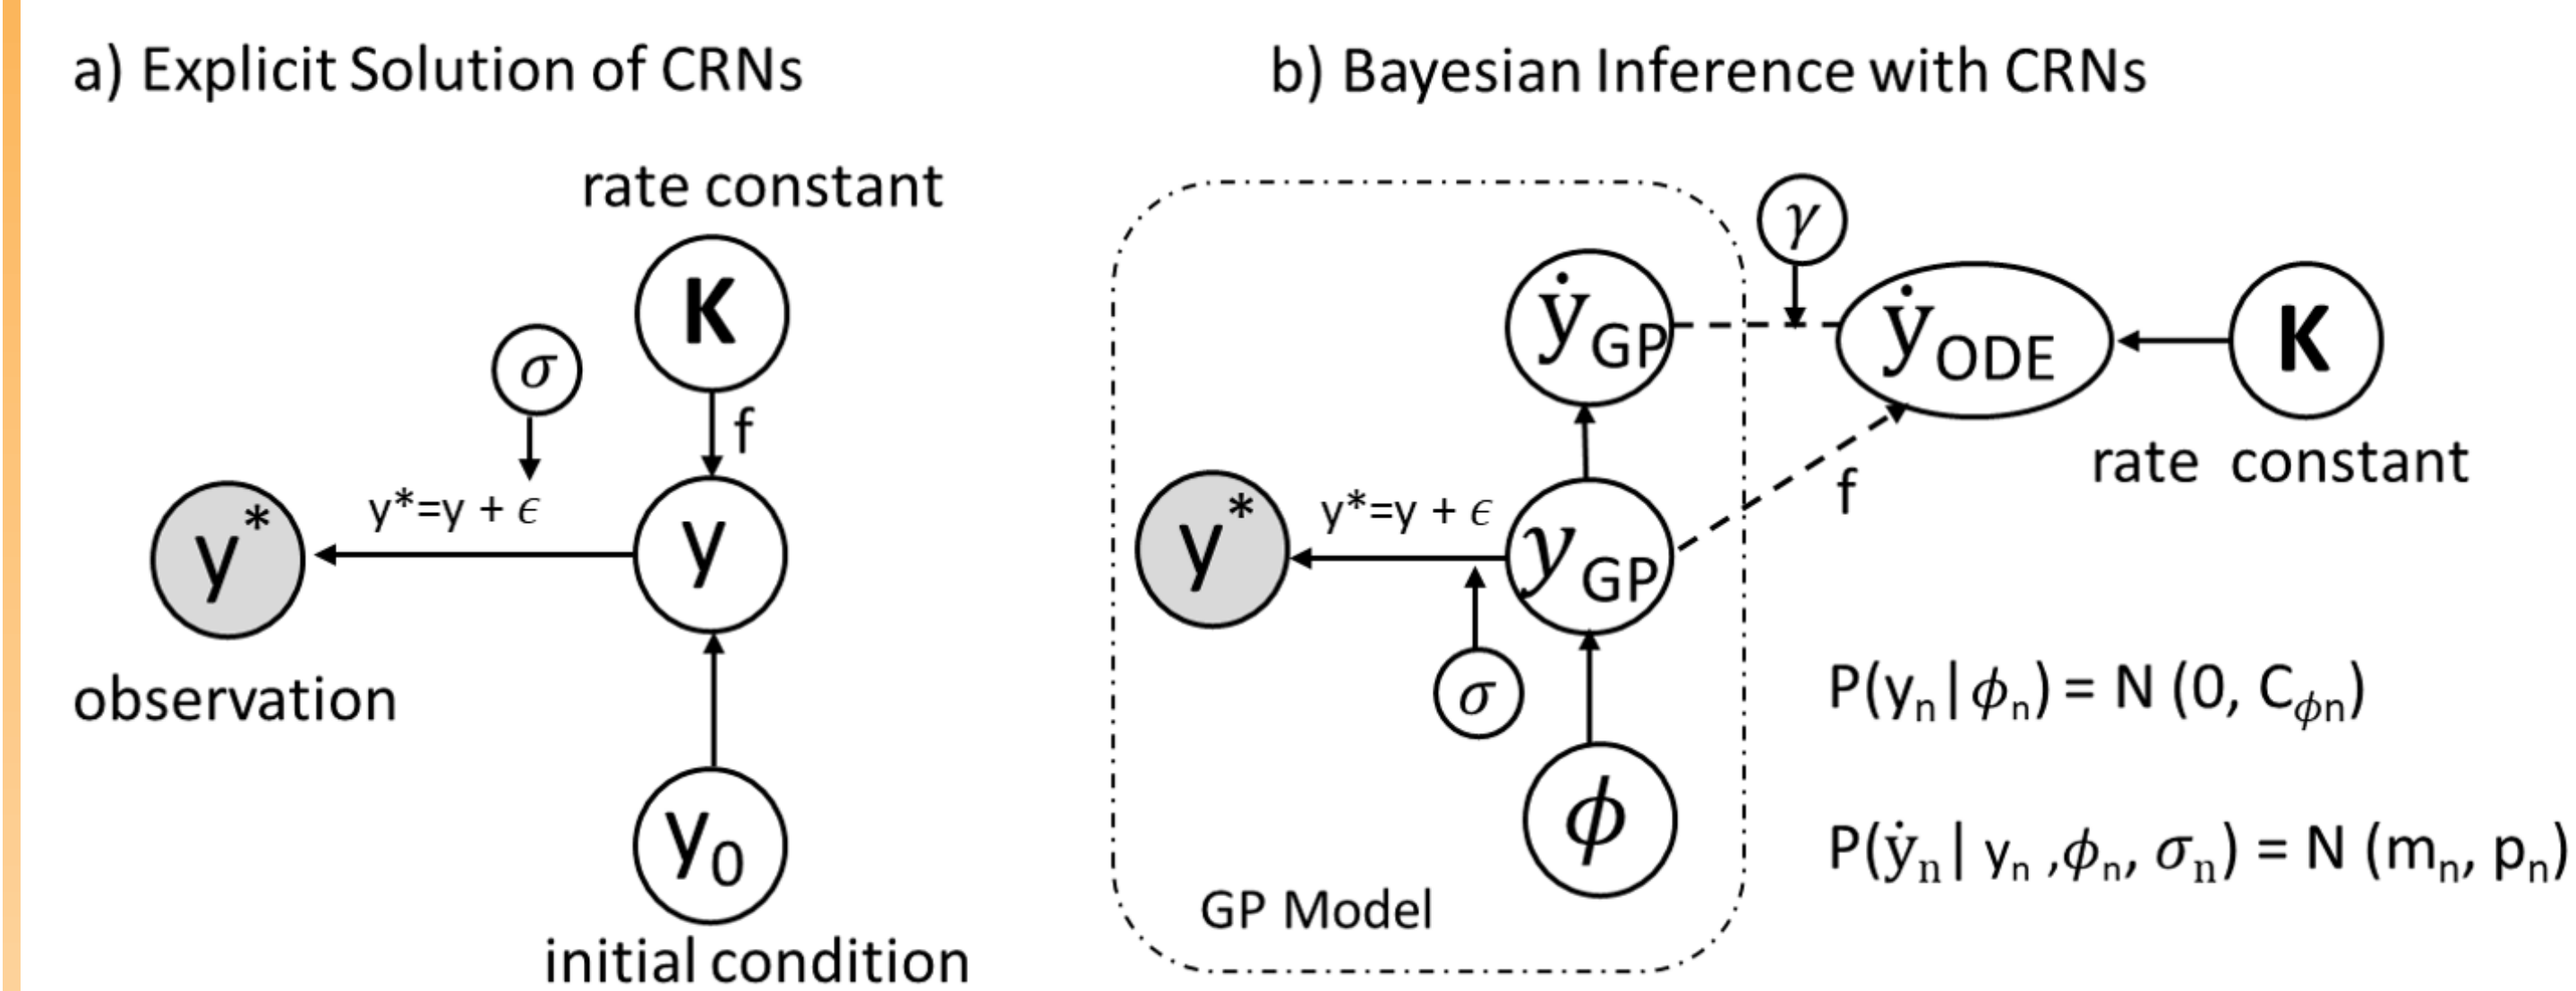 a) Explicit Solution of CRNs
rate constant
K
σ
f
y*=y + ϵ
y*
y
observation
y₀
initial condition
b) Bayesian Inference with CRNs
γ
ẏGP
ẏODE
K
rate constant
f
y*=y + ϵ
y*
yGP
σ
ϕ
GP Model
P(yₙ|ϕₙ) = N (0, Cϕn)
P(ẏₙ| yₙ ,ϕₙ, σₙ) = N (mₙ, pₙ)